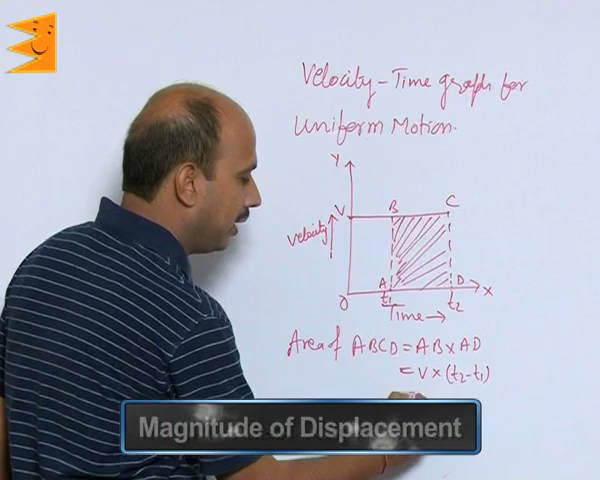 Velocity-Time graph for
Uniform Motion.
Y
V
B
C
Velocity
O
A
D
X
t₁
t₂
Time
Area of ABCD = AB × AD
= V × (t₂-t₁)
Magnitude of Displacement